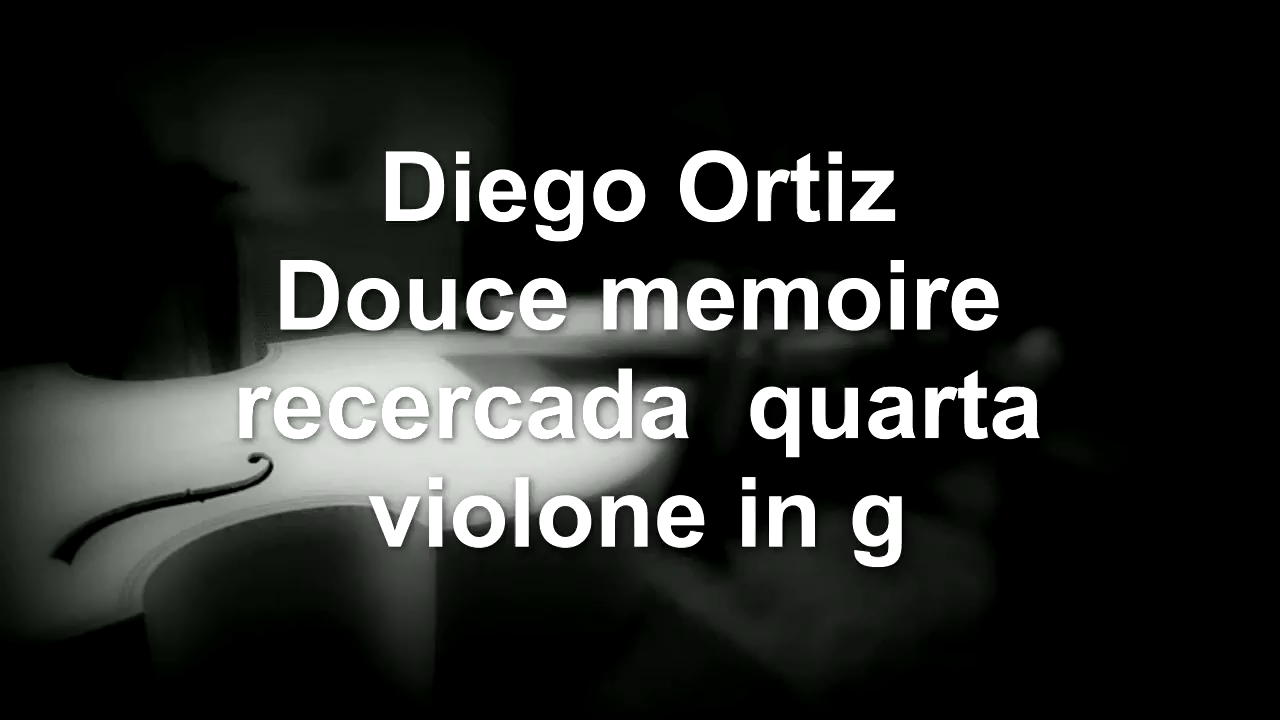 Diego Ortiz
Douce memoire
recercada quarta
violone in g